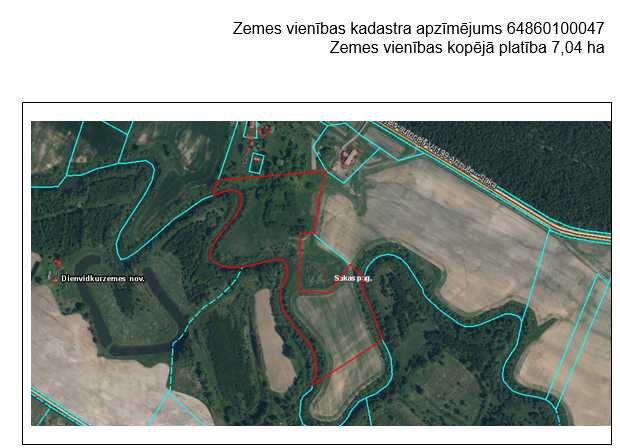 Zemes vienības kadastra apzīmējums 64860100047
Zemes vienības kopējā platība 7,04 ha
Dienvidkurzemes nov.
Sakas pag.